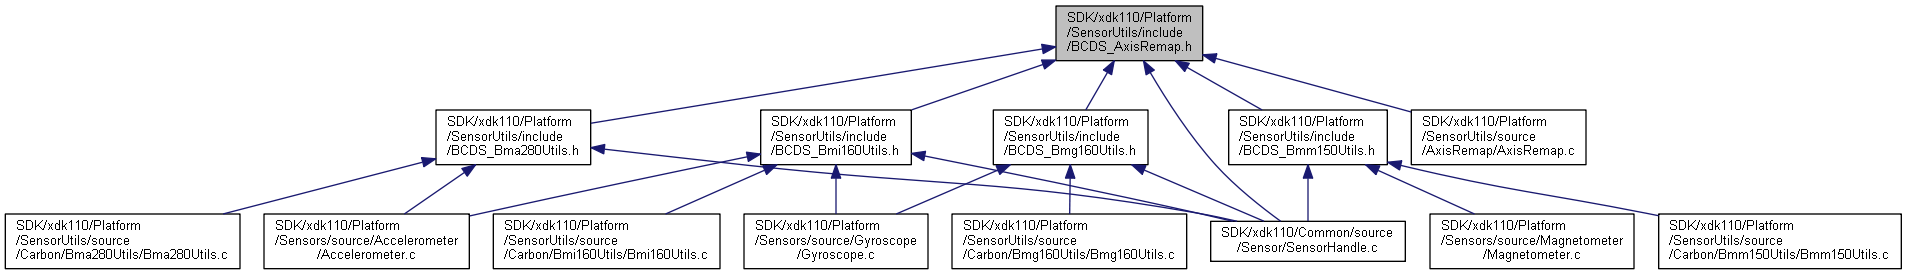 SDK/xdk110/Platform
/SensorUtils/include
/BCDS_AxisRemap.h
SDK/xdk110/Platform
/SensorUtils/include
/BCDS_Bma280Utils.h
SDK/xdk110/Platform
/SensorUtils/include
/BCDS_Bmi160Utils.h
SDK/xdk110/Platform
/SensorUtils/include
/BCDS_Bmg160Utils.h
SDK/xdk110/Platform
/SensorUtils/include
/BCDS_Bmm150Utils.h
SDK/xdk110/Platform
/SensorUtils/source
/AxisRemap/AxisRemap.c
SDK/xdk110/Platform
/SensorUtils/source
/Carbon/Bma280Utils/Bma280Utils.c
SDK/xdk110/Platform
/Sensors/source/Accelerometer
/Accelerometer.c
SDK/xdk110/Platform
/SensorUtils/source
/Carbon/Bmi160Utils/Bmi160Utils.c
SDK/xdk110/Platform
/Sensors/source/Gyroscope
/Gyroscope.c
SDK/xdk110/Platform
/SensorUtils/source
/Carbon/Bmg160Utils/Bmg160Utils.c
SDK/xdk110/Common/source
/Sensor/SensorHandle.c
SDK/xdk110/Platform
/Sensors/source/Magnetometer
/Magnetometer.c
SDK/xdk110/Platform
/SensorUtils/source
/Carbon/Bmm150Utils/Bmm150Utils.c